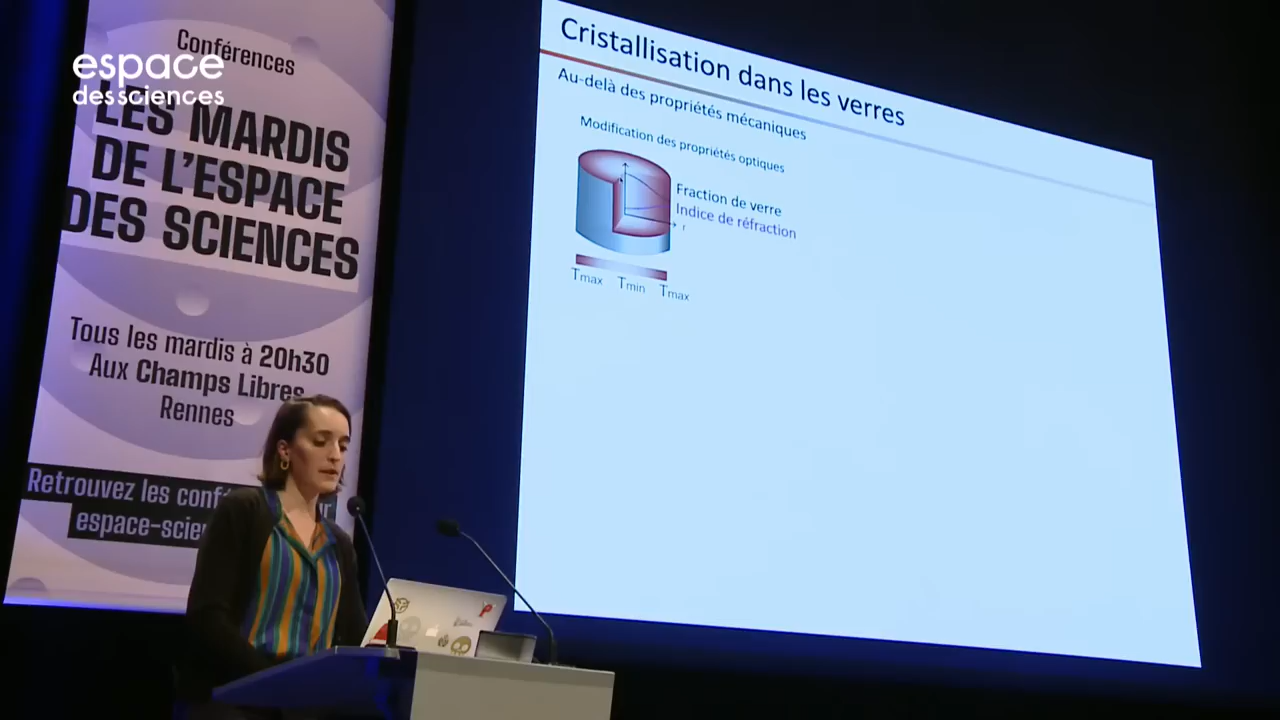 Conférences
espace
des sciences
LES MARDIS
DE L'ESPACE
DES SCIENCES
Tous les mardis à 20h30
Aux Champs Libres
Rennes
Retrouvez les conf
espace-scie
Cristallisation dans les verres
Au-delà des propriétés mécaniques
Modification des propriétés optiques
Fraction de verre
Indice de réfraction
r
Tmax Tmin Tmax